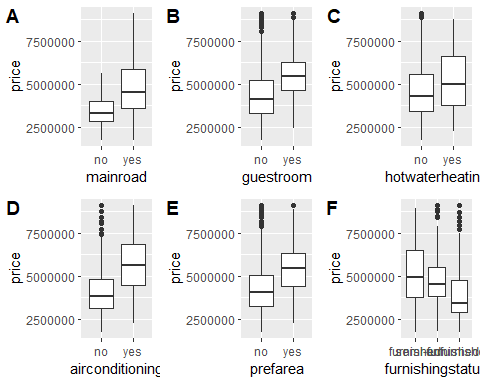 A
B
C
price
7500000
5000000
2500000
no yes
mainroad
price
7500000
5000000
2500000
no yes
guestroom
price
7500000
5000000
2500000
no yes
hotwaterheatin
D
E
F
price
7500000
5000000
2500000
no yes
airconditioning
price
7500000
5000000
2500000
no yes
prefarea
price
7500000
5000000
2500000
furnishingstatu